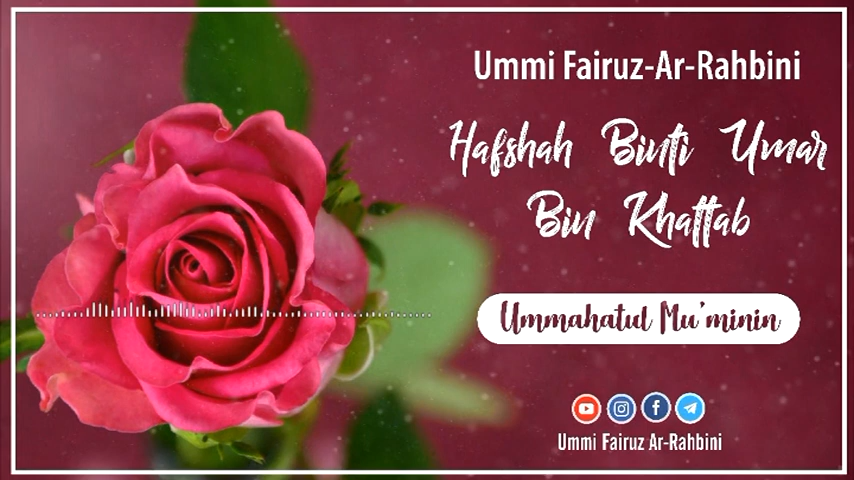 Ummi Fairuz-Ar-Rahbini
Hafshah Binti Umar
Bin Khattab
Ummahatul Mu'minin
Ummi Fairuz Ar-Rahbini